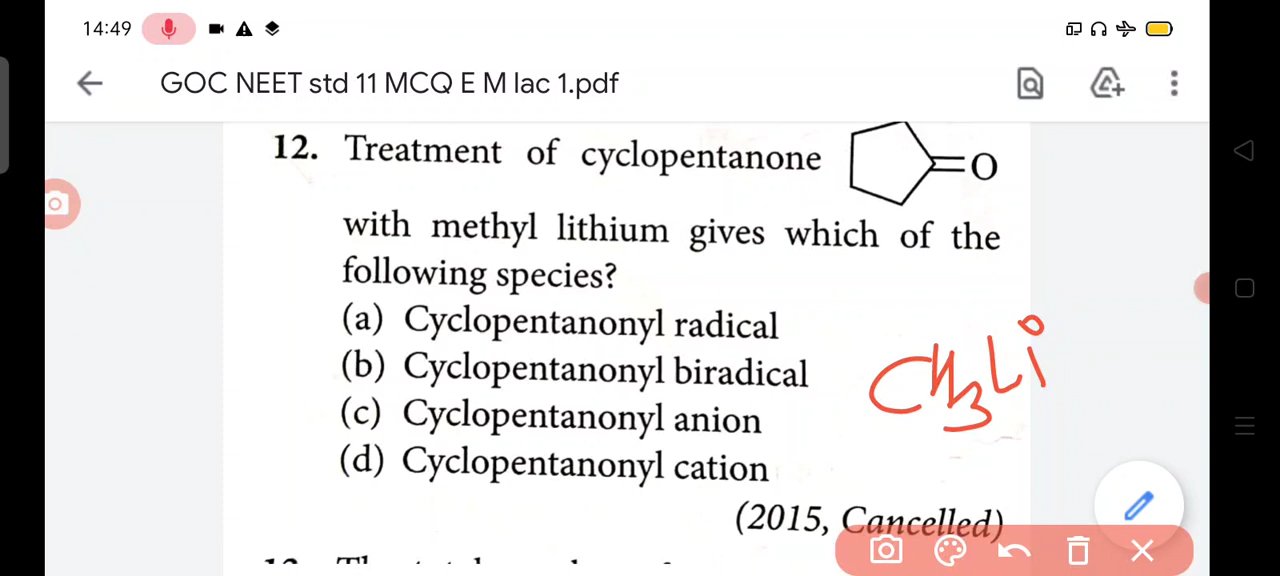 14:49
GOC NEET std 11 MCQ E M lac 1.pdf
12. Treatment of cyclopentanone =O
with methyl lithium gives which of the
following species?
(a) Cyclopentanonyl radical
(b) Cyclopentanonyl biradical
(c) Cyclopentanonyl anion
(d) Cyclopentanonyl cation
CH3Li
(2015, Cancelled)